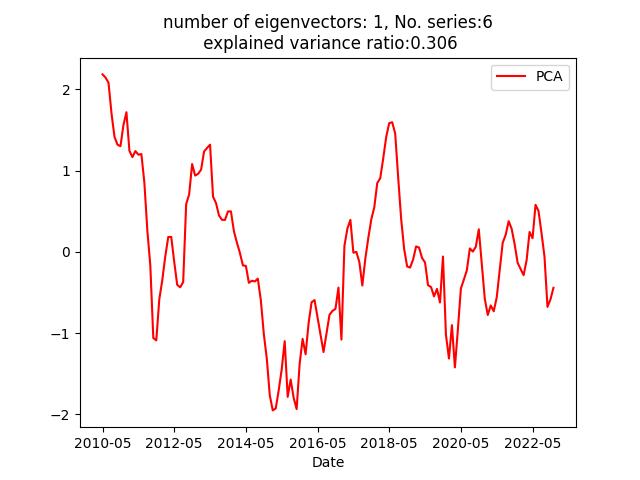 number of eigenvectors: 1, No. series:6
explained variance ratio:0.306
PCA
2
1
0
−1
−2
2010-05 2012-05 2014-05 2016-05 2018-05 2020-05 2022-05
Date